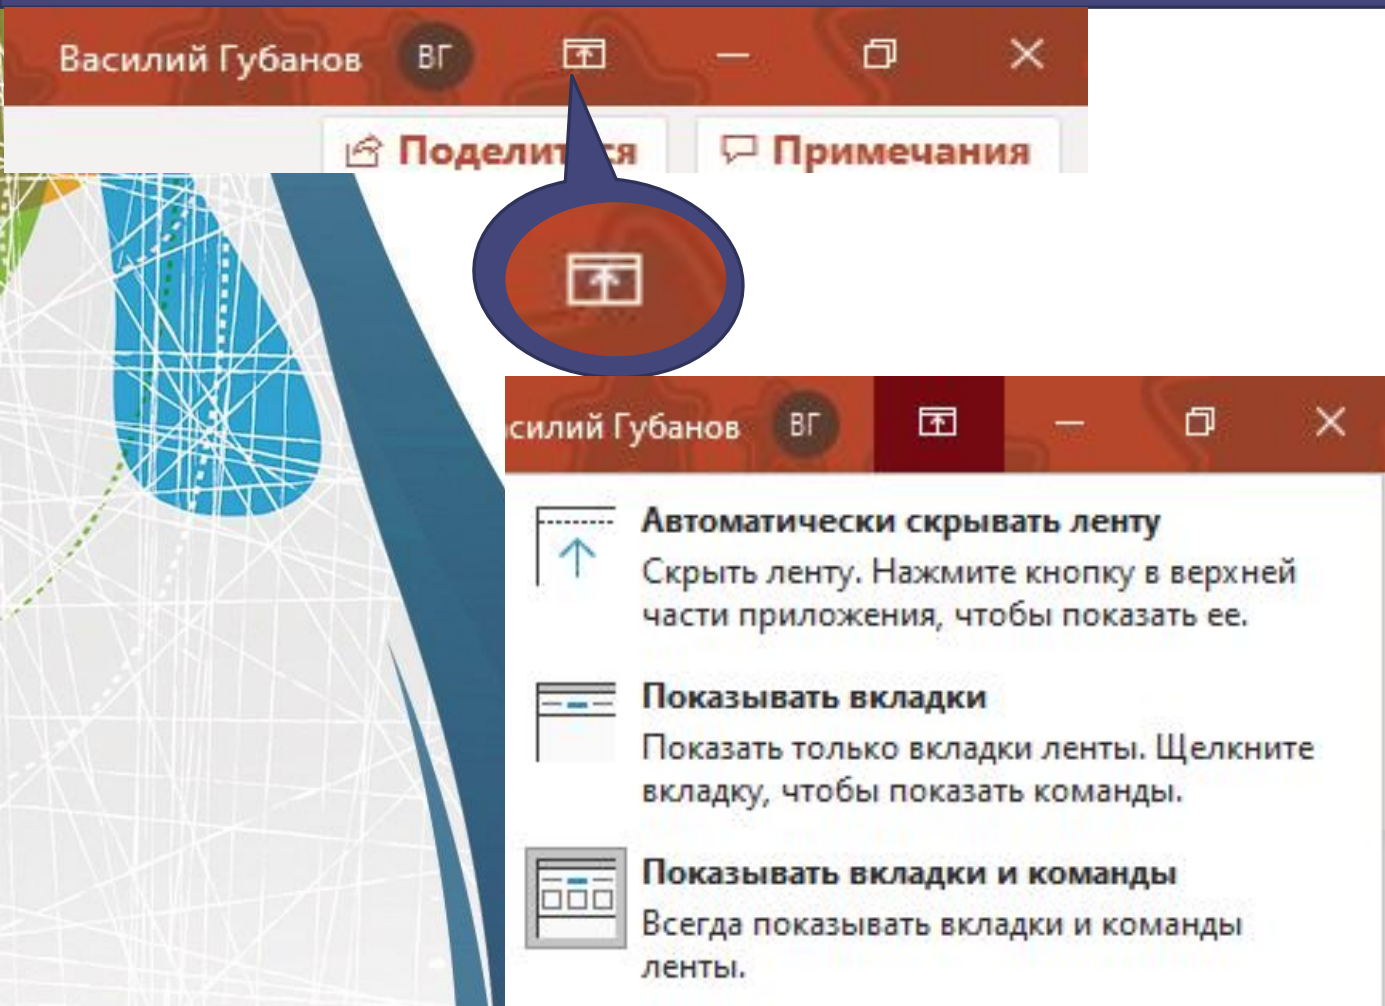 Василий Губанов ВГ
Поделиться Примечания
силий Губанов ВГ
Автоматически скрывать ленту
Скрыть ленту. Нажмите кнопку в верхней
части приложения, чтобы показать ее.
Показывать вкладки
Показать только вкладки ленты. Щелкните
вкладку, чтобы показать команды.
Показывать вкладки и команды
Всегда показывать вкладки и команды
ленты.